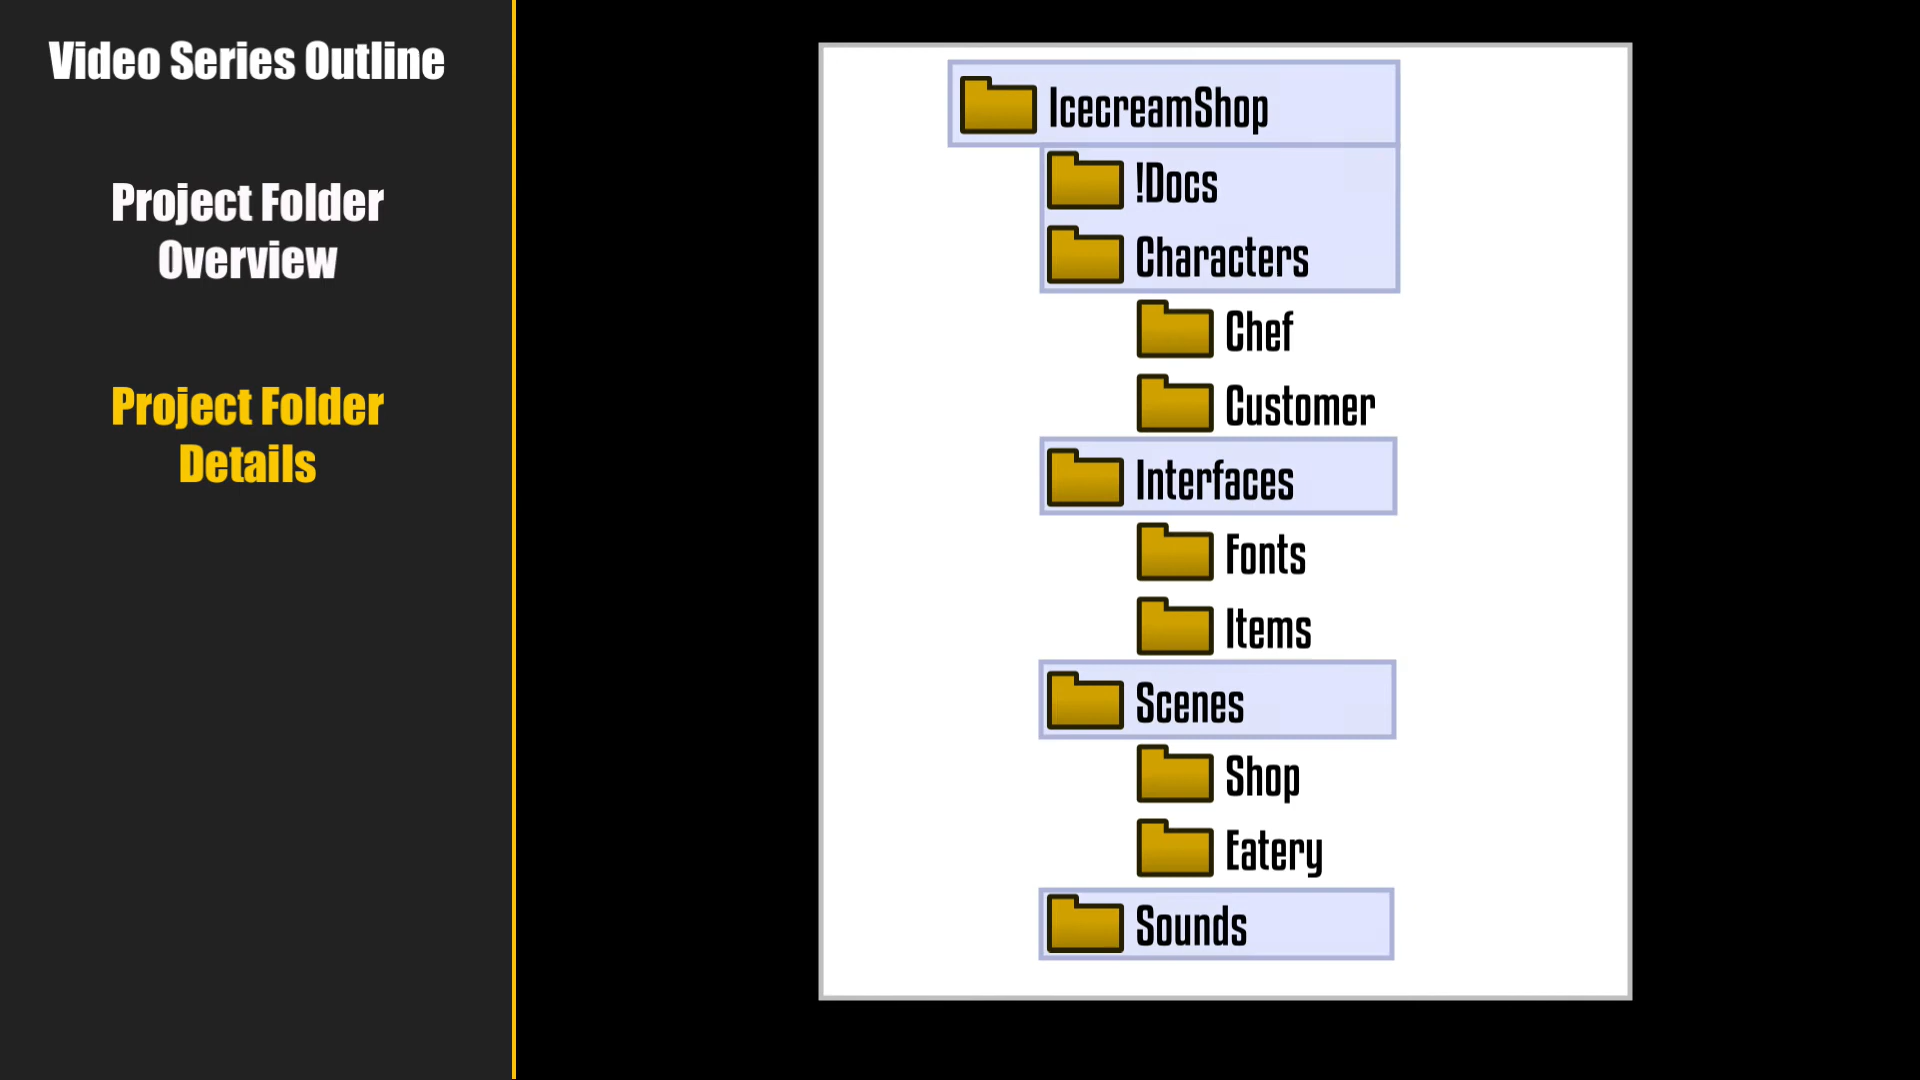 Video Series Outline
Project Folder
Overview
Project Folder
Details
IcecreamShop
!Docs
Characters
Chef
Customer
Interfaces
Fonts
Items
Scenes
Shop
Eatery
Sounds